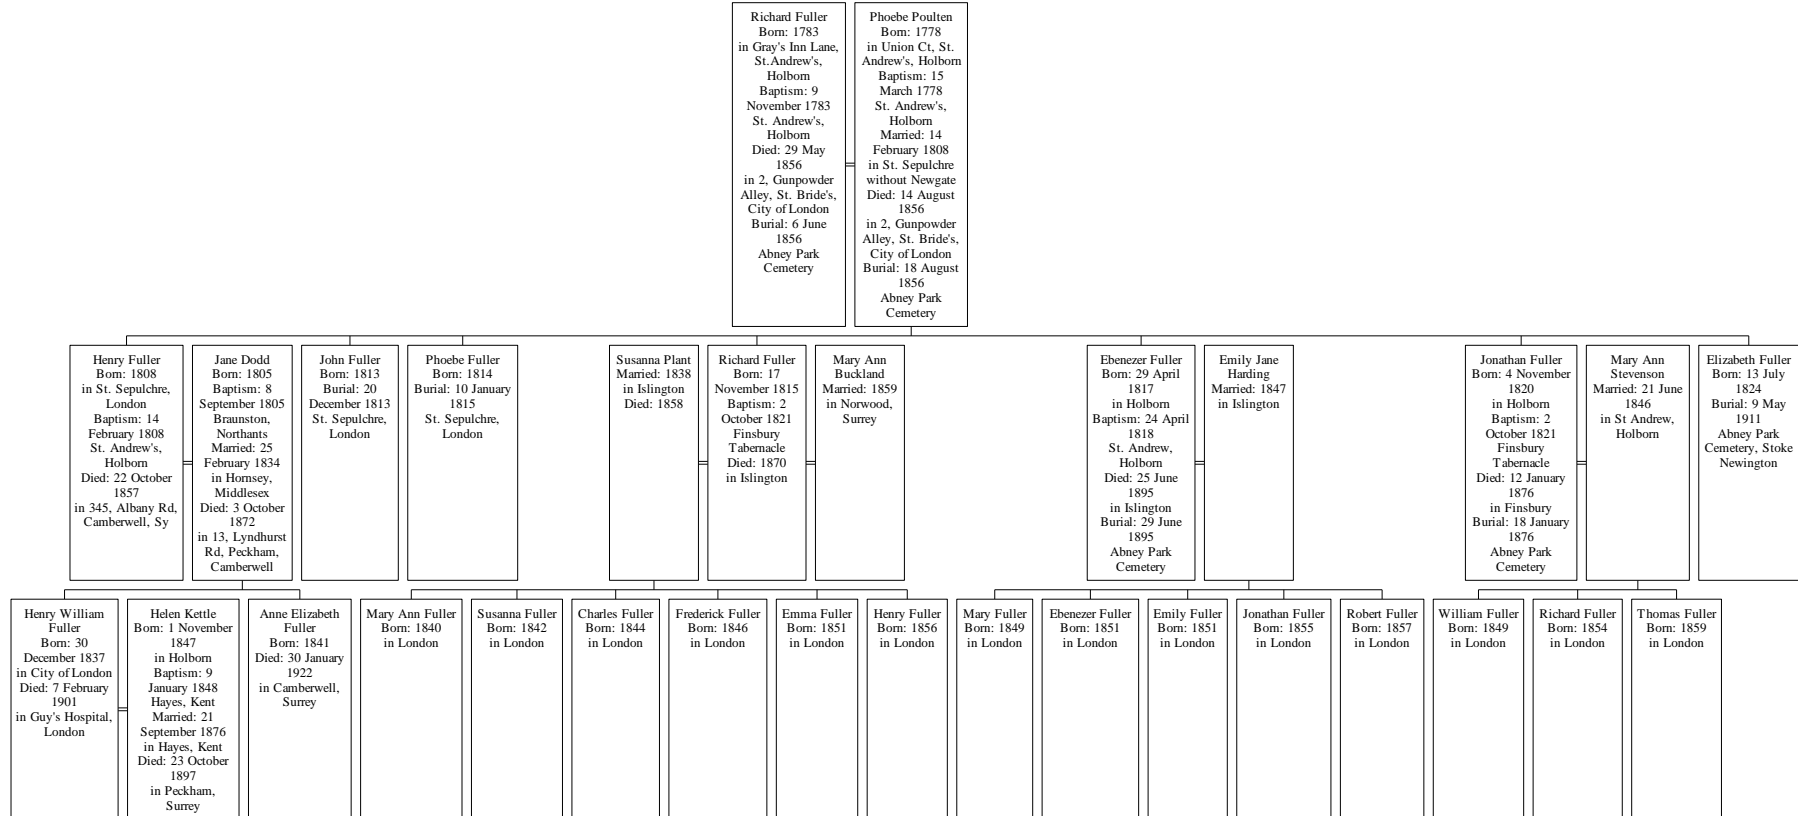 Richard Fuller
Born: 1783
in Gray's Inn Lane,
St.Andrew's,
Holborn
Baptism: 9
November 1783
St. Andrew's,
Holborn
Died: 29 May
1856
in 2, Gunpowder
Alley, St. Bride's,
City of London
Burial: 6 June
1856
Abney Park
Cemetery
Phoebe Poulten
Born: 1778
in Union Ct, St.
Andrew's, Holborn
Baptism: 15
March 1778
St. Andrew's,
Holborn
Married: 14
February 1808
in St. Sepulchre
without Newgate
Died: 14 August
1856
in 2, Gunpowder
Alley, St. Bride's,
City of London
Burial: 18 August
1856
Abney Park
Cemetery
Henry Fuller
Born: 1808
in St. Sepulchre,
London
Baptism: 14
February 1808
St. Andrew's,
Holborn
Died: 22 October
1857
in 345, Albany Rd,
Camberwell, Sy
Jane Dodd
Born: 1805
Baptism: 8
September 1805
Braunston,
Northants
Married: 25
February 1834
in Hornsey,
Middlesex
Died: 3 October
1872
in 13, Lyndhurst
Rd, Peckham,
Camberwell
John Fuller
Born: 1813
Burial: 20
December 1813
St. Sepulchre,
London
Phoebe Fuller
Born: 1814
Burial: 10 January
1815
St. Sepulchre,
London
Susanna Plant
Married: 1838
in Islington
Died: 1858
Richard Fuller
Born: 17
November 1815
Baptism: 2
October 1821
Finsbury
Tabernacle
Died: 1870
in Islington
Mary Ann
Buckland
Married: 1859
in Norwood,
Surrey
Ebenezer Fuller
Born: 29 April
1817
in Holborn
Baptism: 24 April
1818
St. Andrew,
Holborn
Died: 25 June
1895
in Islington
Burial: 29 June
1895
Abney Park
Cemetery
Emily Jane
Harding
Married: 1847
in Islington
Jonathan Fuller
Born: 4 November
1820
in Holborn
Baptism: 2
October 1821
Finsbury
Tabernacle
Died: 12 January
1876
in Finsbury
Burial: 18 January
1876
Abney Park
Cemetery
Mary Ann
Stevenson
Married: 21 June
1846
in St Andrew,
Holborn
Elizabeth Fuller
Born: 13 July
1824
Burial: 9 May
1911
Abney Park
Cemetery, Stoke
Newington
Henry William
Fuller
Born: 30
December 1837
in City of London
Died: 7 February
1901
in Guy's Hospital,
London
Helen Kettle
Born: 1 November
1847
in Holborn
Baptism: 9
January 1848
Hayes, Kent
Married: 21
September 1876
in Hayes, Kent
Died: 23 October
1897
in Peckham,
Surrey
Anne Elizabeth
Fuller
Born: 1841
Died: 30 January
1922
in Camberwell,
Surrey
Mary Ann Fuller
Born: 1840
in London
Susanna Fuller
Born: 1842
in London
Charles Fuller
Born: 1844
in London
Frederick Fuller
Born: 1846
in London
Emma Fuller
Born: 1851
in London
Henry Fuller
Born: 1856
in London
Mary Fuller
Born: 1849
in London
Ebenezer Fuller
Born: 1851
in London
Emily Fuller
Born: 1851
in London
Jonathan Fuller
Born: 1855
in London
Robert Fuller
Born: 1857
in London
William Fuller
Born: 1849
in London
Richard Fuller
Born: 1854
in London
Thomas Fuller
Born: 1859
in London